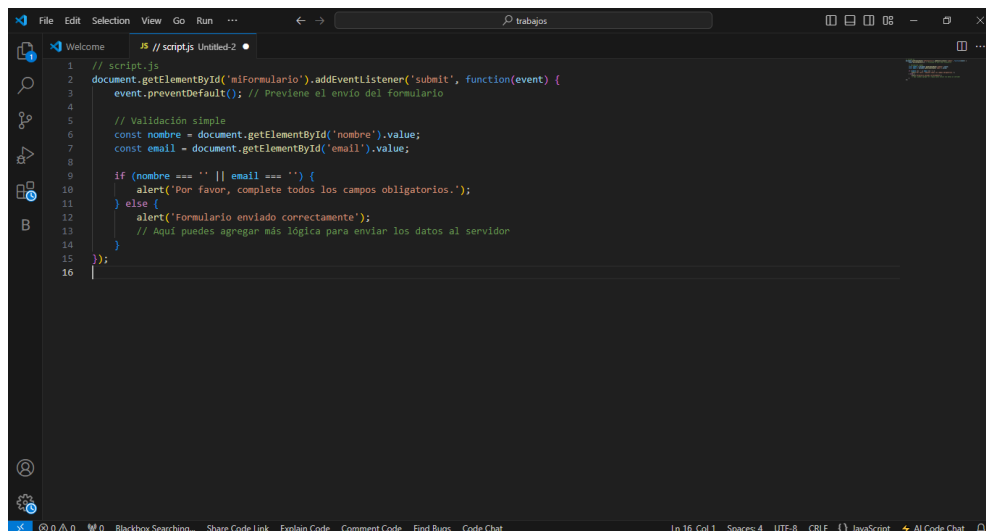 File Edit Selection View Go Run ··· ← → trabajos
Welcome JS // script.js Untitled-2 ●
1 // script.js
2 document.getElementById('miFormulario').addEventListener('submit', function(event) {
3 event.preventDefault(); // Previene el envío del formulario
4
5 // Validación simple
6 const nombre = document.getElementById('nombre').value;
7 const email = document.getElementById('email').value;
8
9 if (nombre === '' || email === '') {
10 alert('Por favor, complete todos los campos obligatorios.');
11 } else {
12 alert('Formulario enviado correctamente');
13 // Aquí puedes agregar más lógica para enviar los datos al servidor
14 }
15 });
16
1
B
0 0 0 Blackbox Searching... Share Code Link Explain Code Comment Code Find Bugs Code Chat Ln 16, Col 1 Spaces: 4 UTF-8 CRLF {} JavaScript AI Code Chat